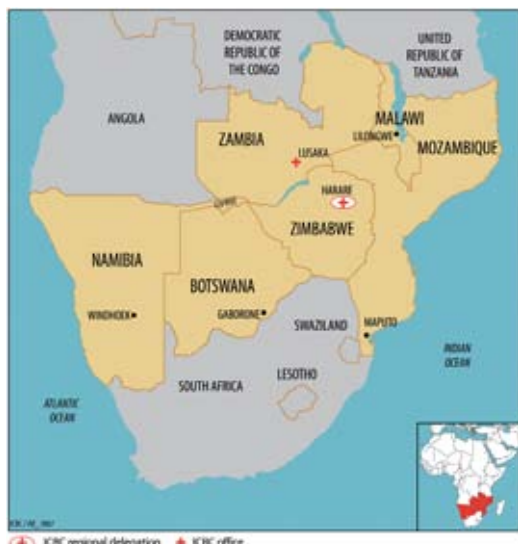 DEMOCRATIC
REPUBLIC OF
THE CONGO
UNITED
REPUBLIC OF
TANZANIA
ANGOLA
ZAMBIA
LUSAKA
MALAWI
LILONGWE
MOZAMBIQUE
HARARE
ZIMBABWE
NAMIBIA
WINDHOEK
BOTSWANA
GABORONE
SWAZILAND
MAPUTO
SOUTH AFRICA
LESOTHO
ATLANTIC
OCEAN
INDIAN
OCEAN
ICRC regional delegation
ICRC office